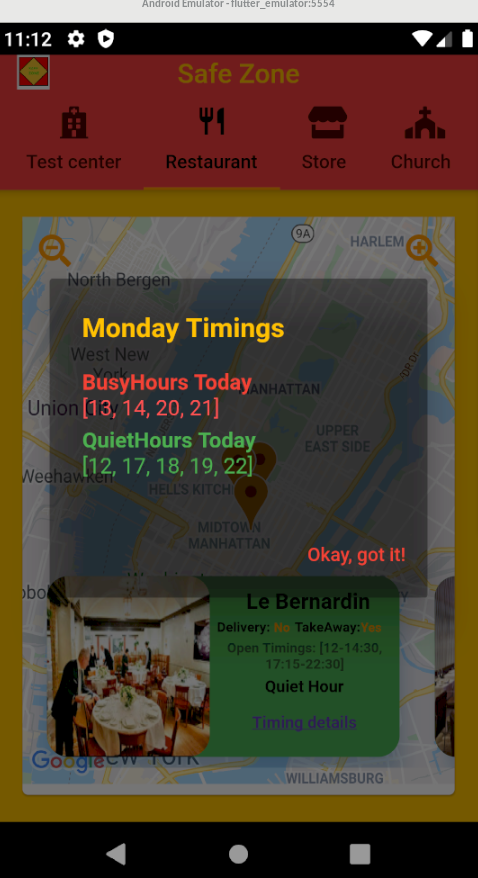 Android Emulator - flutter_emulator:5554
11:12
Safe Zone
Test center
Restaurant
Store
Church
9A
HARLEM
North Bergen
West New
York
MANHATTAN
Union City
UPPER
EAST SIDE
Weehawken
HELL'S KITCH
MIDTOWN
MANHATTAN
Monday Timings
BusyHours Today
[13, 14, 20, 21]
QuietHours Today
[12, 17, 18, 19, 22]
Okay, got it!
Le Bernardin
Delivery: No TakeAway:Yes
Open Timings: [12-14:30,
17:15-22:30]
Quiet Hour
Timing details
Google
WILLIAMSBURG